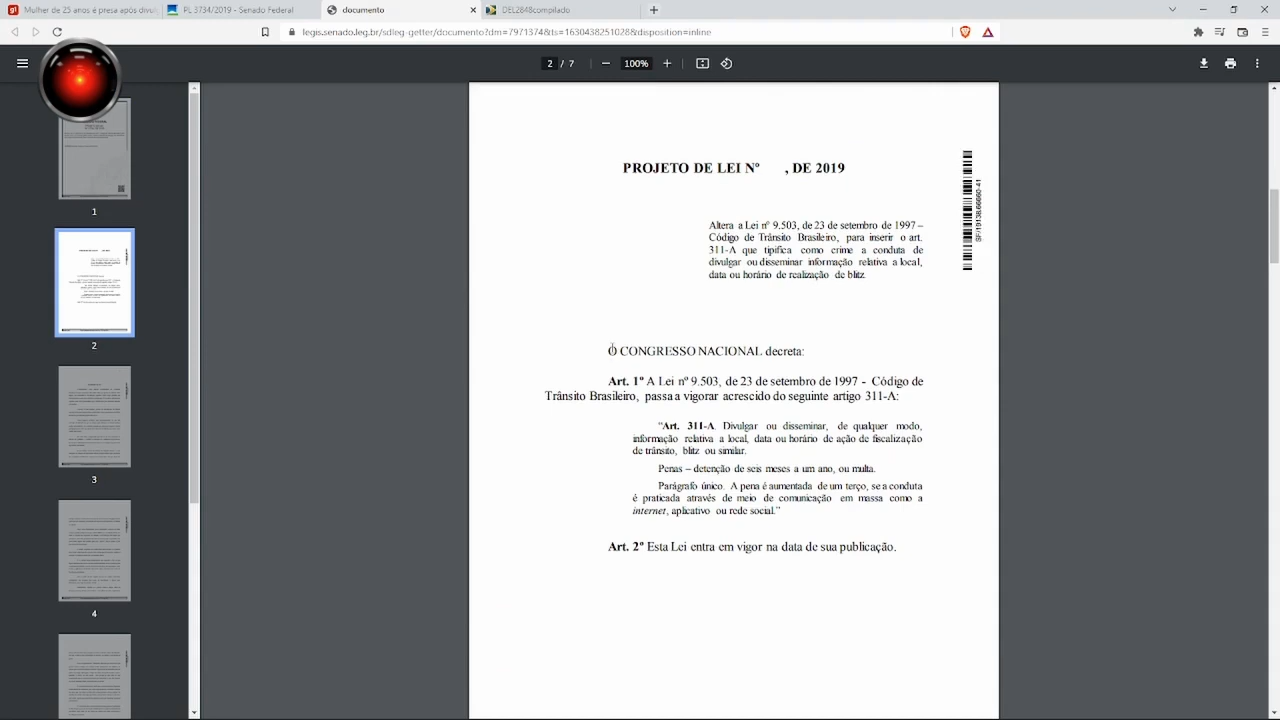 Mulher de 25 anos é presa após divul
PL 3734/2019 - Senado Federal
documento
DEL2848compilado
legis.senado.leg.br/sdleg-getter/documento?dm=7971374&ts=1630438251028&disposition=inline
2 / 7
100%
1
2
3
4
PROJETO DE LEI Nº , DE 2019
SF/19138.66660-41
Altera a Lei nº 9.503, de 23 de setembro de 1997 –
Código de Trânsito Brasileiro, para inserir o art.
311-A que tipifica como crime a conduta de
divulgar ou disseminar informação relativa a local,
data ou horário de realização de blitz.
O CONGRESSO NACIONAL decreta:
Art. 1º A Lei nº 9.503, de 23 de setembro de 1997 - Código de
Trânsito Brasileiro, passa a vigorar acrescido do seguinte artigo 311-A:
“Art. 311-A. Divulgar ou disseminar, de qualquer modo,
informação relativa a local, data ou horário de ação de fiscalização
de trânsito, blitz ou similar.
Penas – detenção de seis meses a um ano, ou multa.
Parágrafo único. A pena é aumentada de um terço, se a conduta
é praticada através de meio de comunicação em massa como a
internet, aplicativo ou rede social.”
Art. 2º Esta Lei entra em vigor na data de sua publicação.